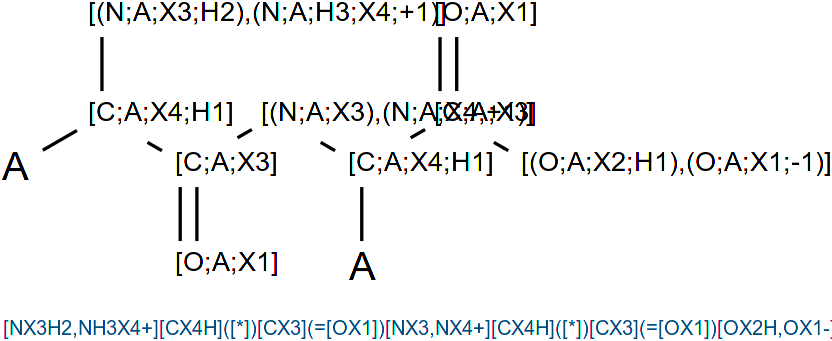 [(N;A;X3;H2),(N;A;H3;X4;+1)] [O;A;X1]
[C;A;X4;H1] [(N;A;X3),(N;A;X4;+1)] [C;A;X3]
A [C;A;X3] [C;A;X4;H1] [(O;A;X2;H1),(O;A;X1;-1)]
[O;A;X1] A
[NX3H2,NH3X4+][CX4H]([*])[CX3](=[OX1])[NX3,NX4+][CX4H]([*])[CX3](=[OX1])[OX2H,OX1-]